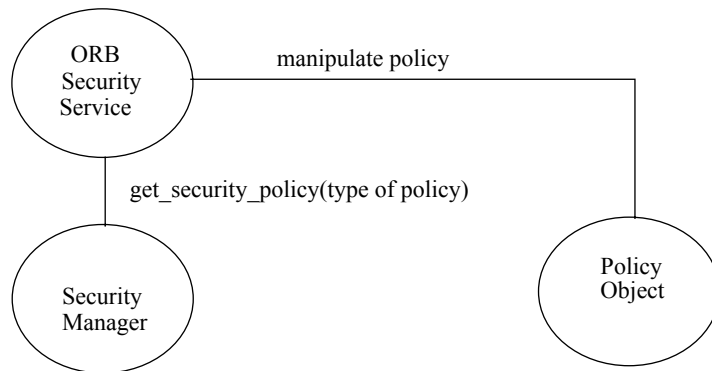 ORB
Security
Service
manipulate policy
get_security_policy(type of policy)
Security
Manager
Policy
Object